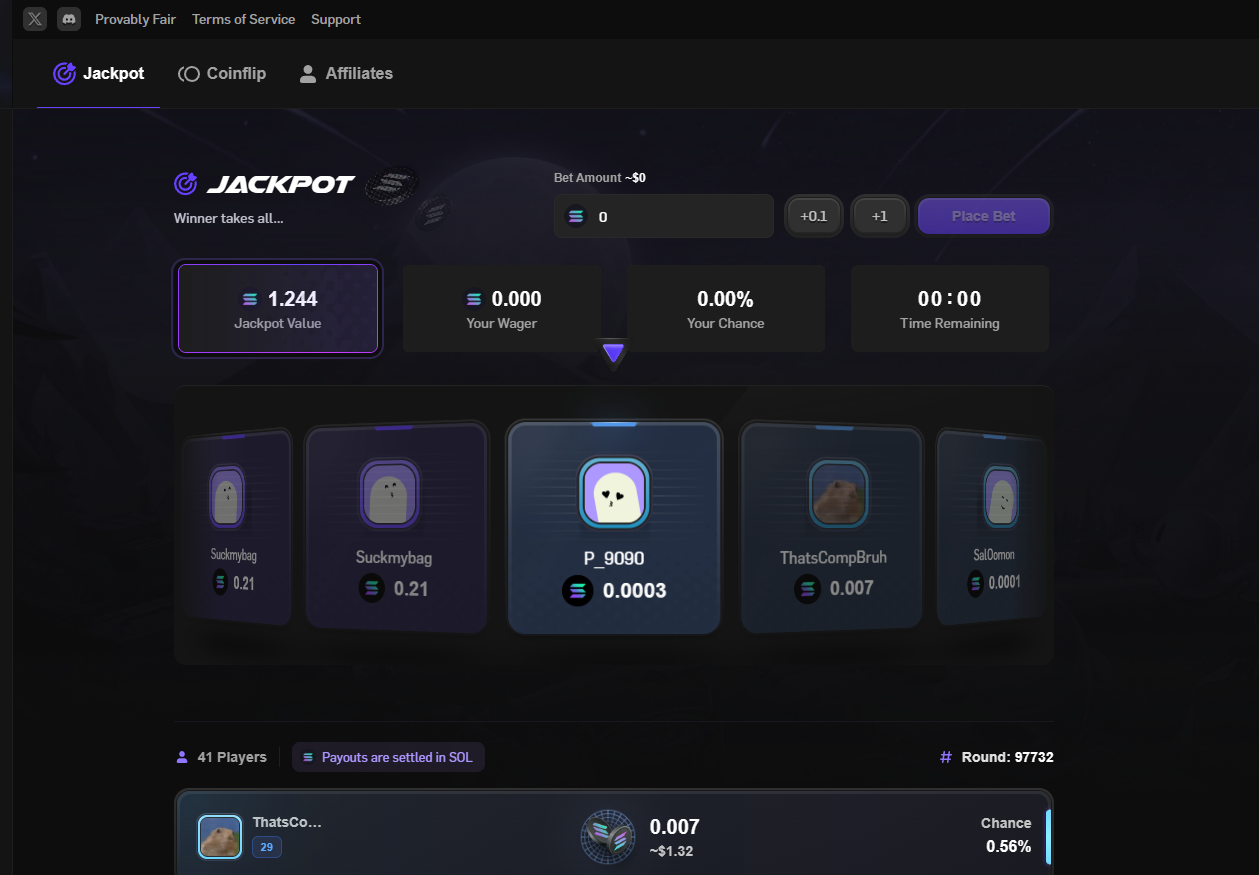 Provably Fair Terms of Service Support
Jackpot Coinflip Affiliates
JACKPOT
Winner takes all...
Bet Amount ~$0
0 +0.1 +1 Place Bet
1.244
Jackpot Value
0.000
Your Wager
0.00%
Your Chance
00:00
Time Remaining
Suckmybag
0.21
Suckmybag
0.21
P_9090
0.0003
ThatsCompBruh
0.007
SalOomon
0.0001
41 Players
Payouts are settled in SOL
# Round: 97732
ThatsCo...
29
0.007
~$1.32
Chance
0.56%